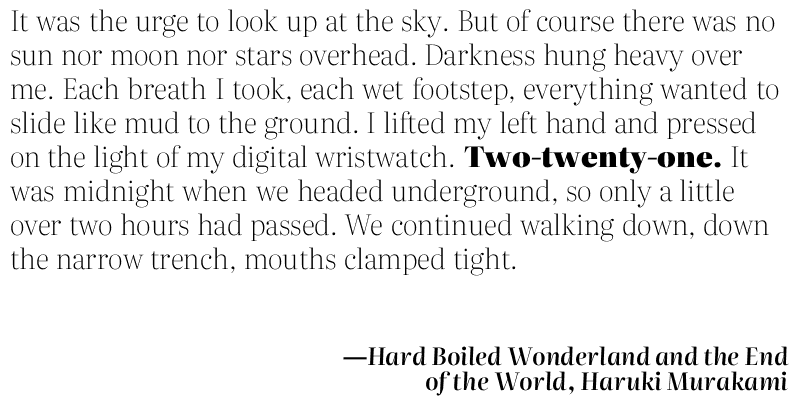 It was the urge to look up at the sky. But of course there was no
sun nor moon nor stars overhead. Darkness hung heavy over
me. Each breath I took, each wet footstep, everything wanted to
slide like mud to the ground. I lifted my left hand and pressed
on the light of my digital wristwatch. Two-twenty-one. It
was midnight when we headed underground, so only a little
over two hours had passed. We continued walking down, down
the narrow trench, mouths clamped tight.
—Hard Boiled Wonderland and the End
of the World, Haruki Murakami